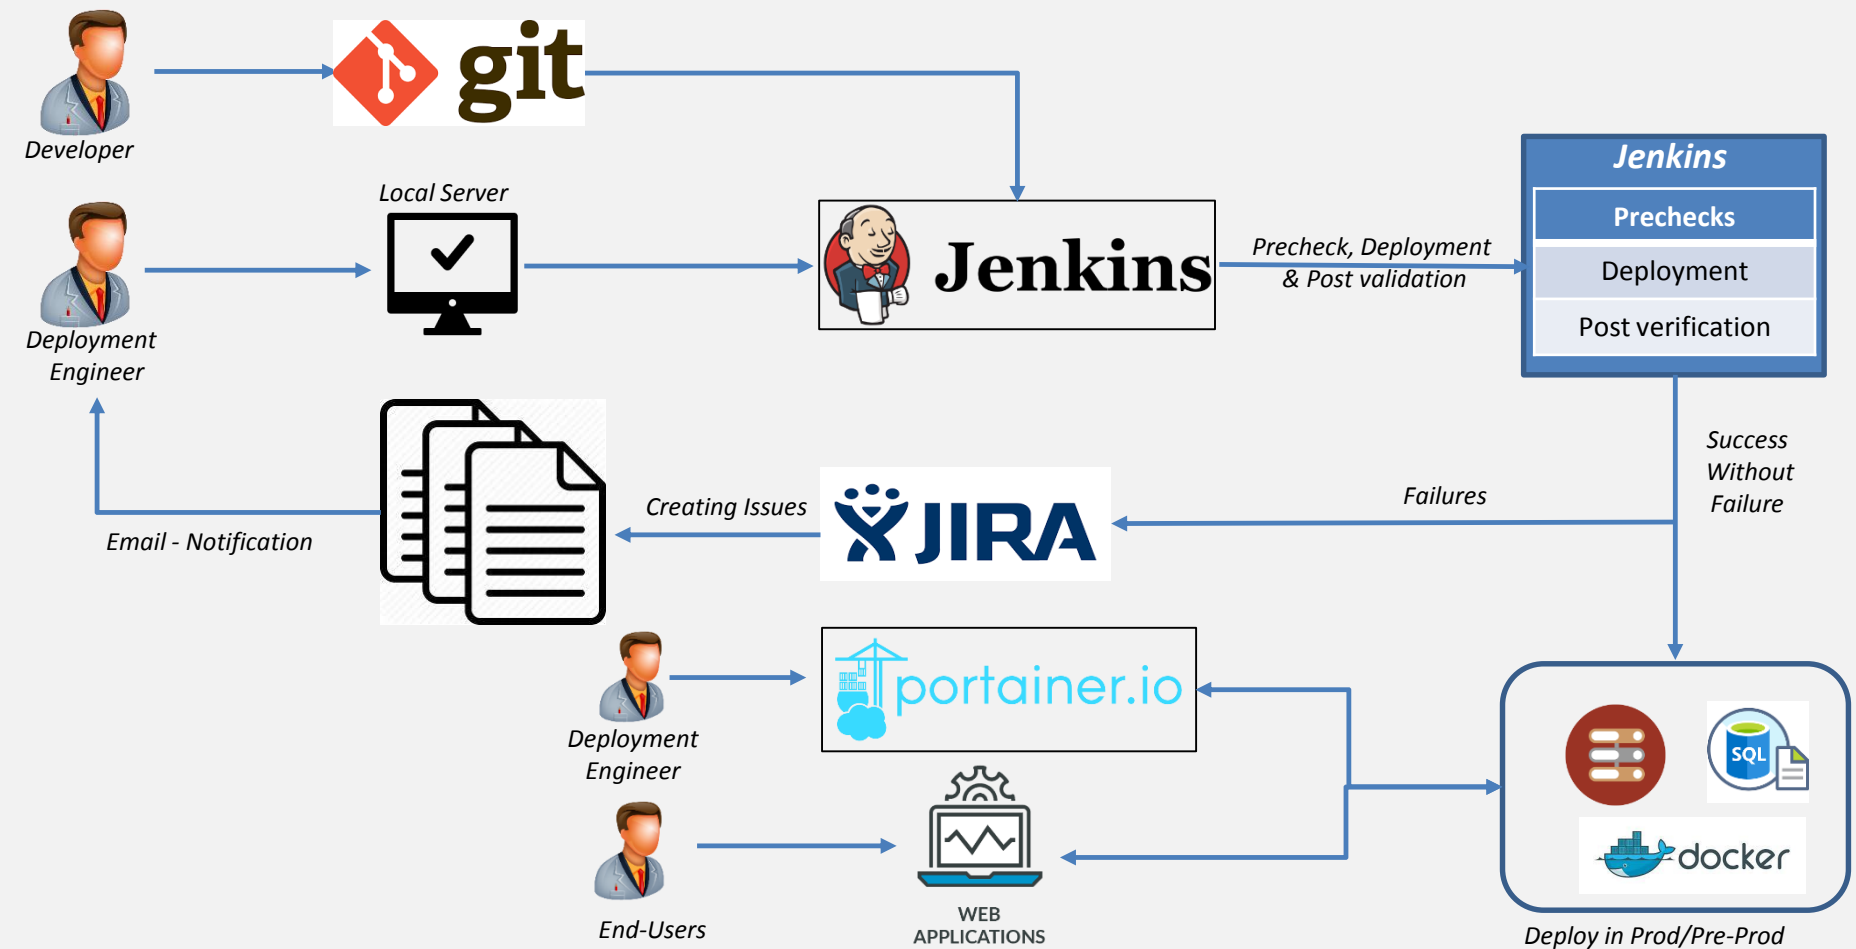 git
Developer
Local Server
Deployment
Engineer
Jenkins
Precheck, Deployment
& Post validation
Jenkins
Prechecks
Deployment
Post verification
Success
Without
Failure
Failures
JIRA
Creating Issues
Email - Notification
portainer.io
Deployment
Engineer
SQL
docker
WEB
APPLICATIONS
End-Users
Deploy in Prod/Pre-Prod